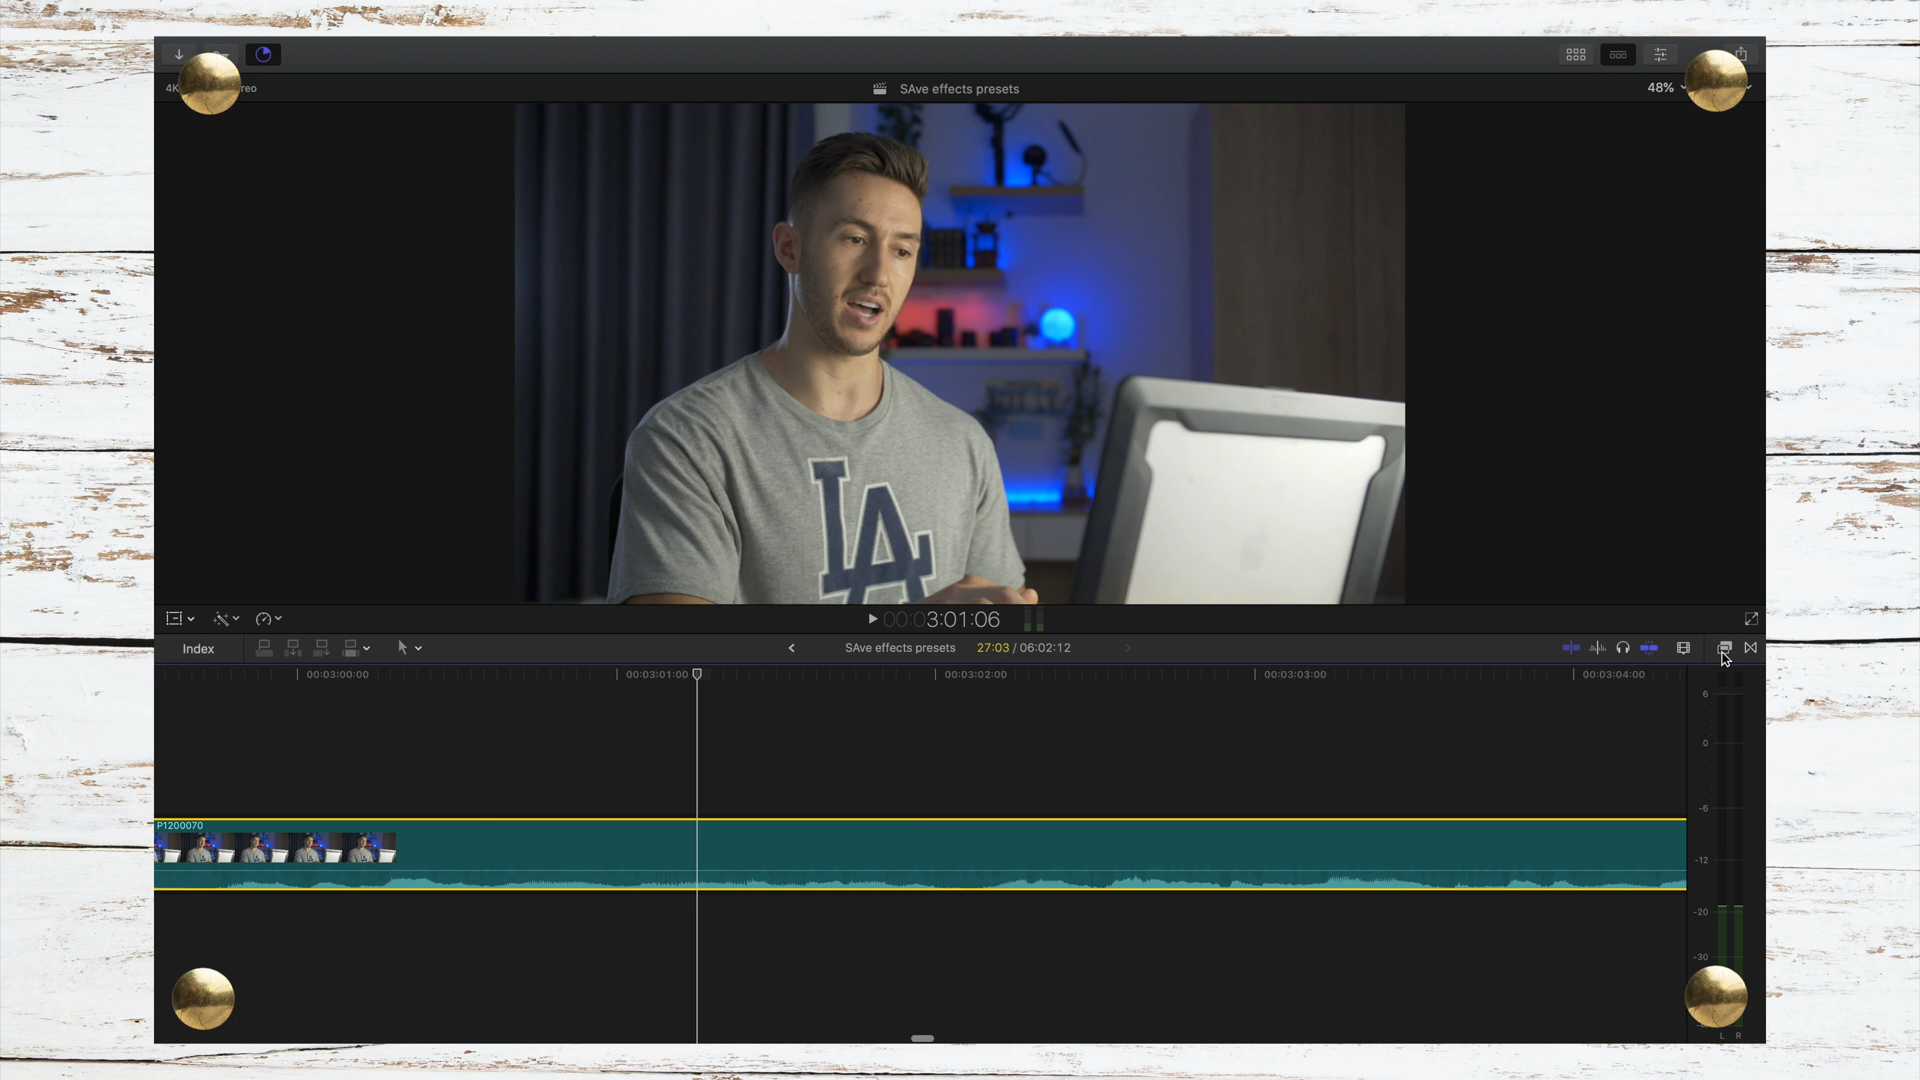 4K
reo
SAve effects presets
48%
LA
00:03:01:06
Index
SAve effects presets
27:03 / 06:02:12
00:03:00:00
00:03:01:00
00:03:02:00
00:03:03:00
00:03:04:00
6
0
-6
-12
-20
-30
P1200070
L R